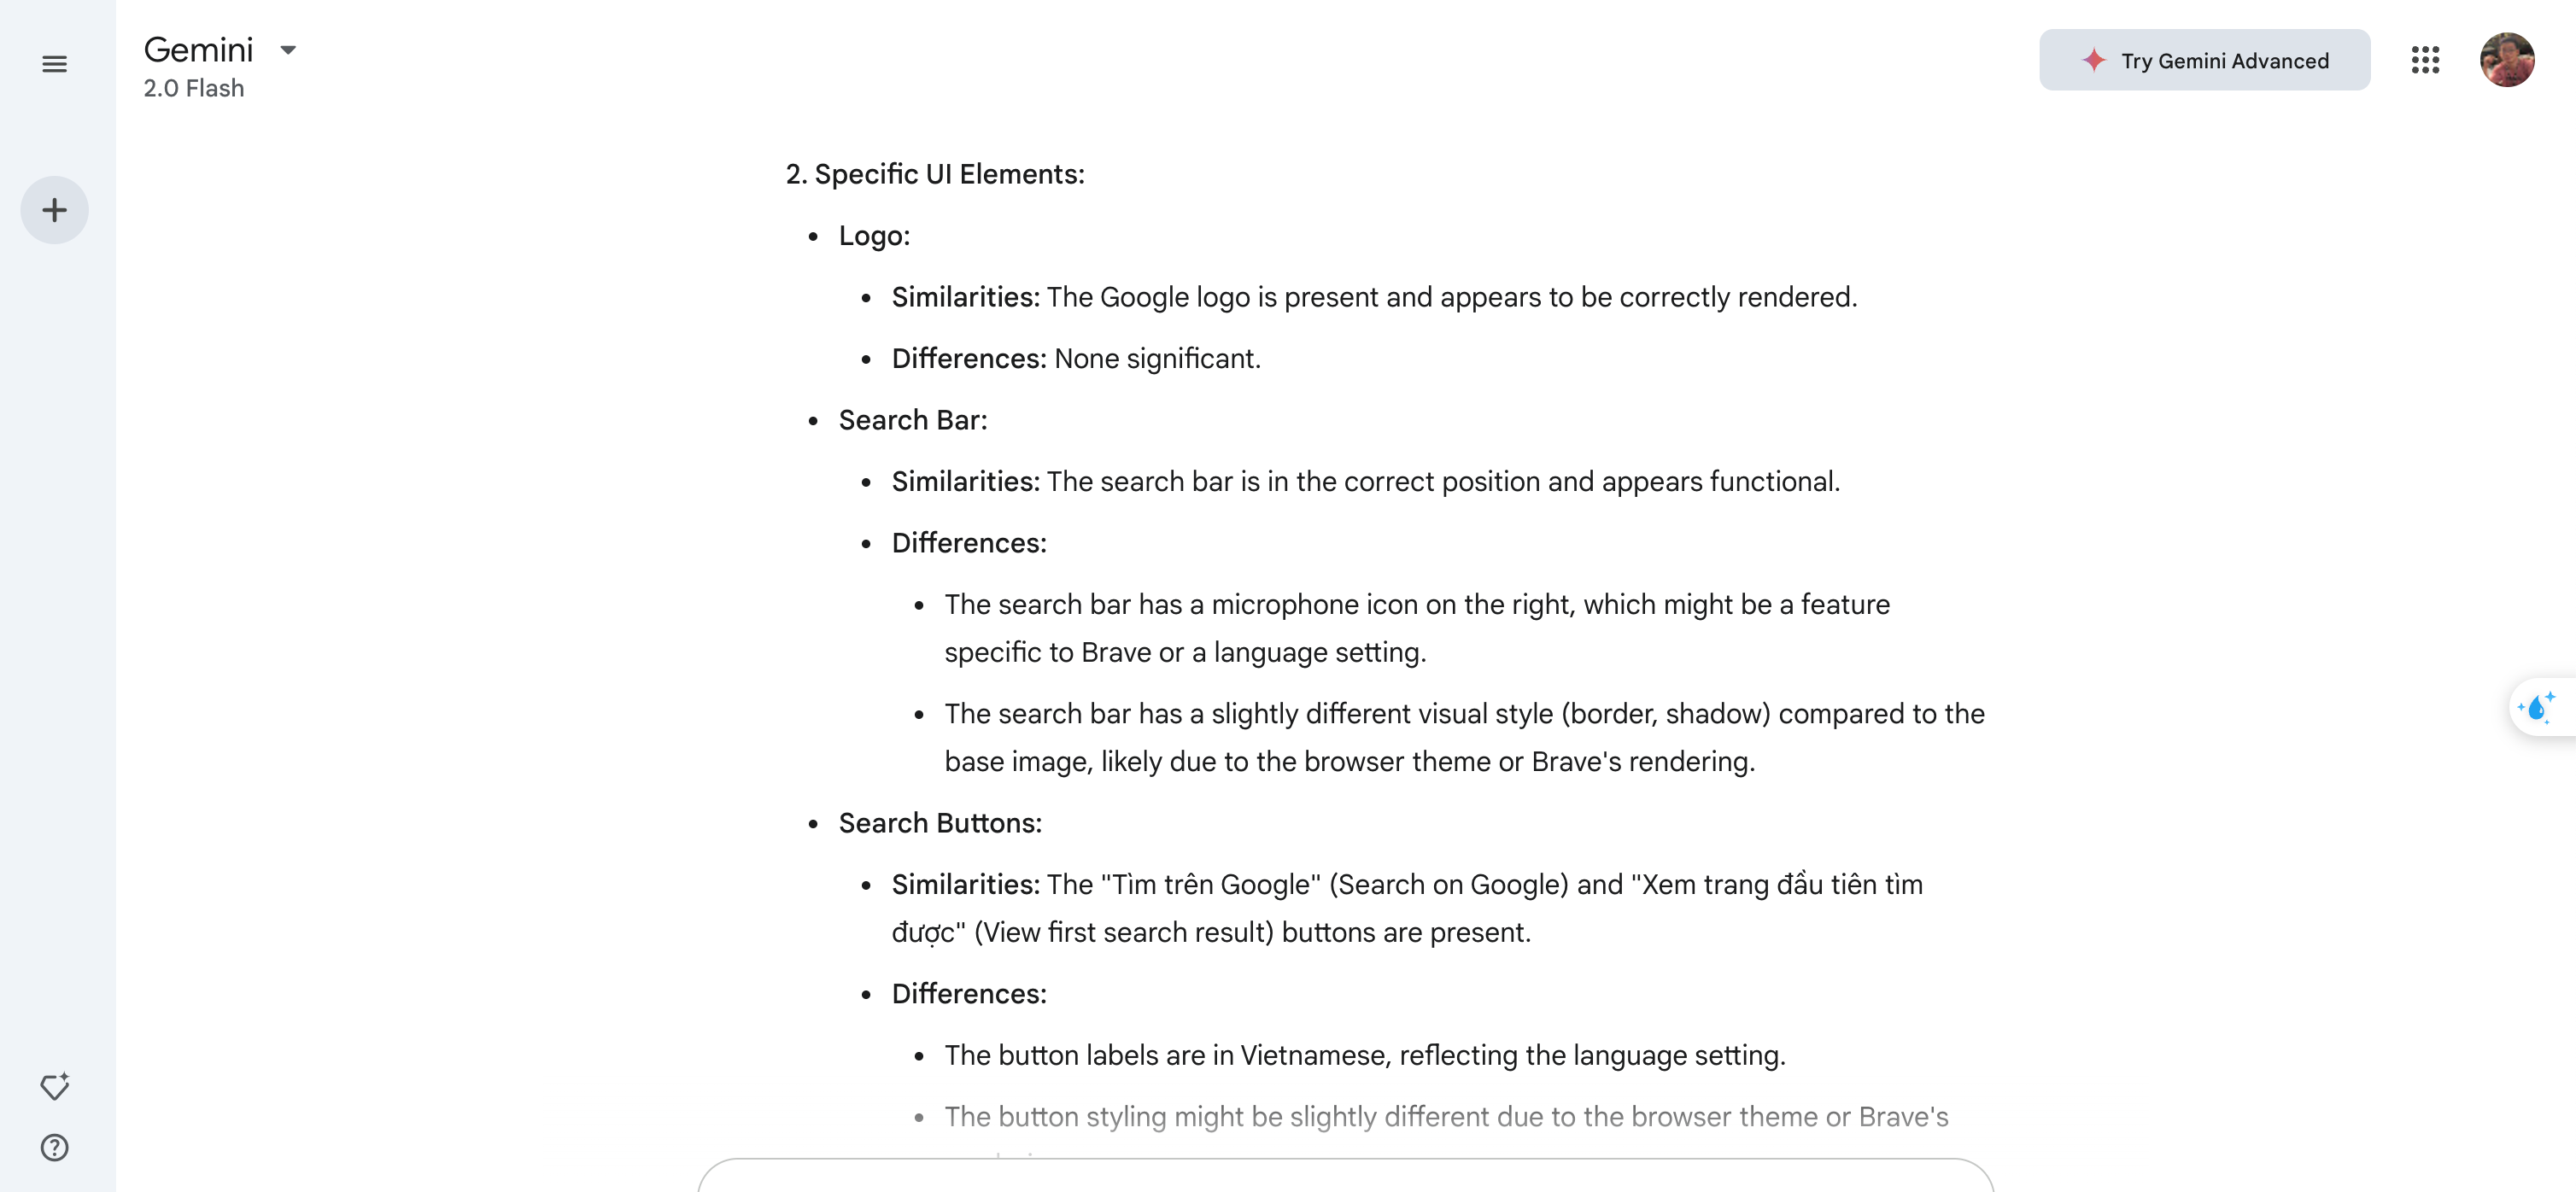 Gemini
2.0 Flash
Try Gemini Advanced
2. Specific UI Elements:
Logo:
Similarities: The Google logo is present and appears to be correctly rendered.
Differences: None significant.
Search Bar:
Similarities: The search bar is in the correct position and appears functional.
Differences:
The search bar has a microphone icon on the right, which might be a feature
specific to Brave or a language setting.
The search bar has a slightly different visual style (border, shadow) compared to the
base image, likely due to the browser theme or Brave's rendering.
Search Buttons:
Similarities: The "Tìm trên Google" (Search on Google) and "Xem trang đầu tiên tìm
được" (View first search result) buttons are present.
Differences:
The button labels are in Vietnamese, reflecting the language setting.
The button styling might be slightly different due to the browser theme or Brave's